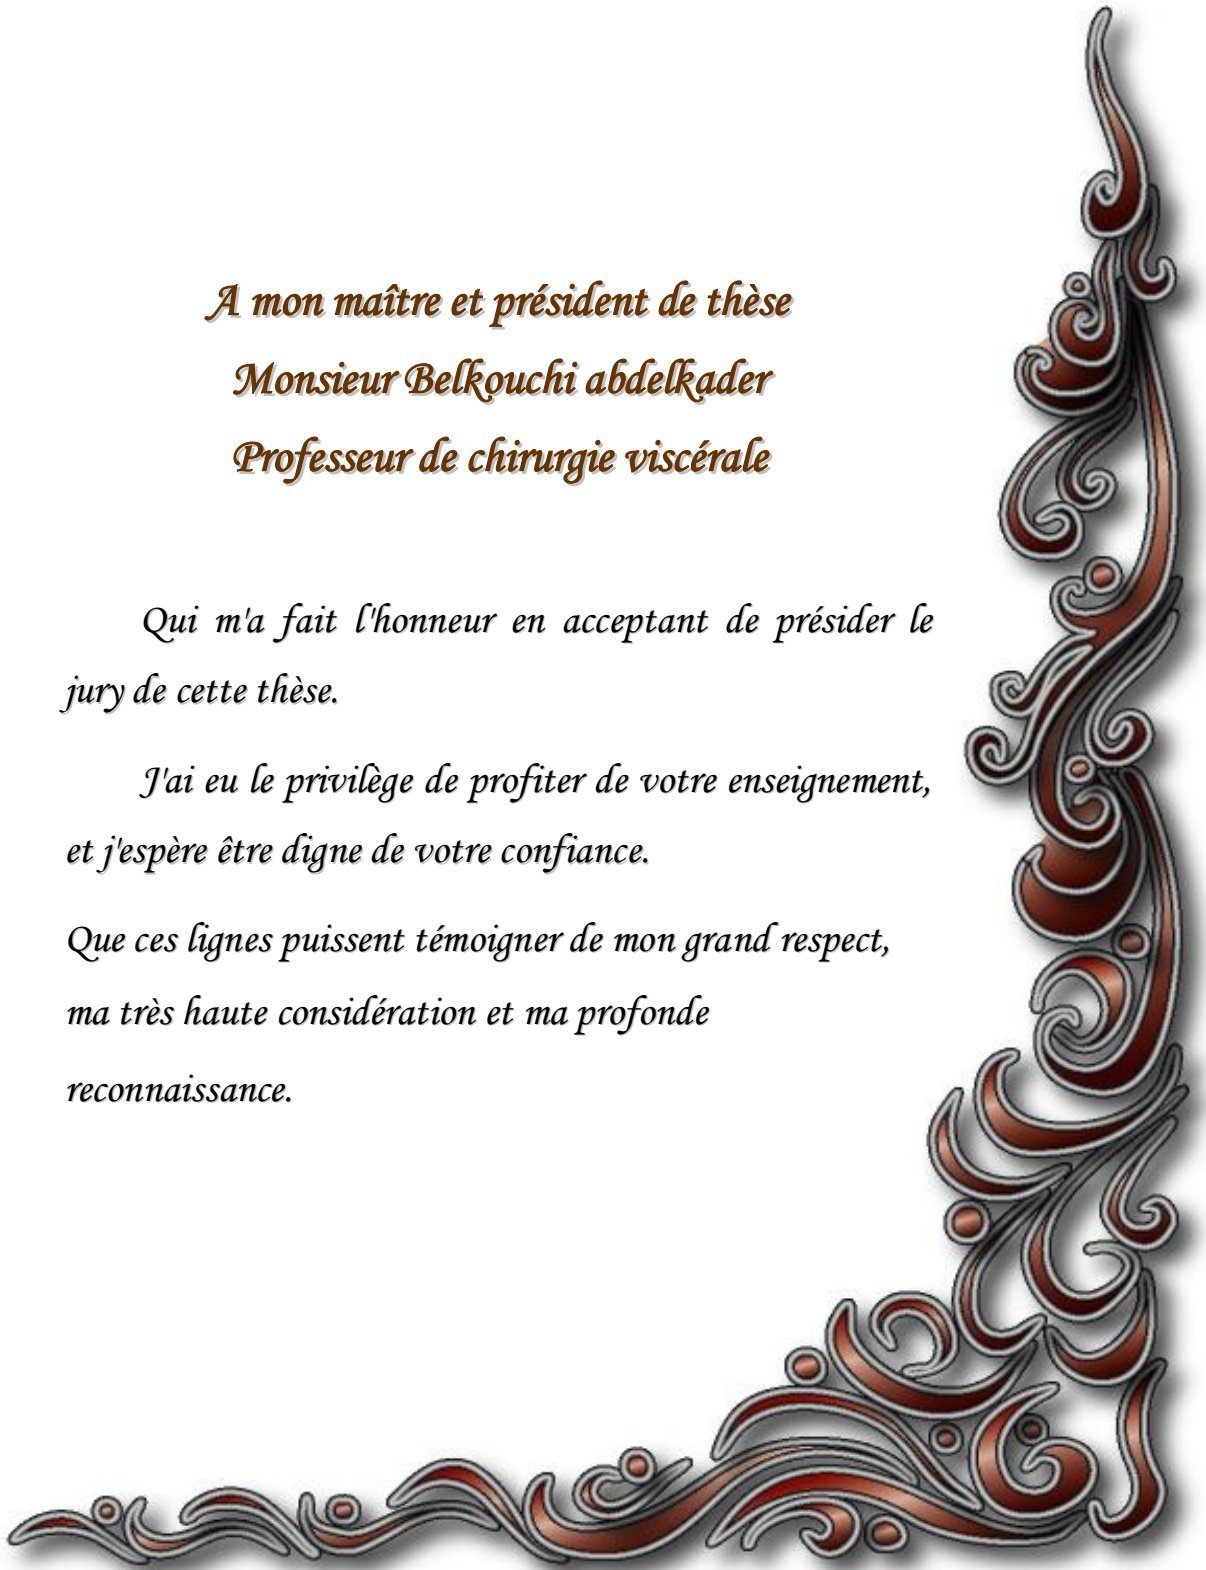 A mon maître et président de thèse
Monsieur Belkouchi abdelkader
Professeur de chirurgie viscérale
Qui m'a fait l'honneur en acceptant de présider le
jury de cette thèse.
J'ai eu le privilège de profiter de votre enseignement,
et j'espère être digne de votre confiance.
Que ces lignes puissent témoigner de mon grand respect,
ma très haute considération et ma profonde
reconnaissance.